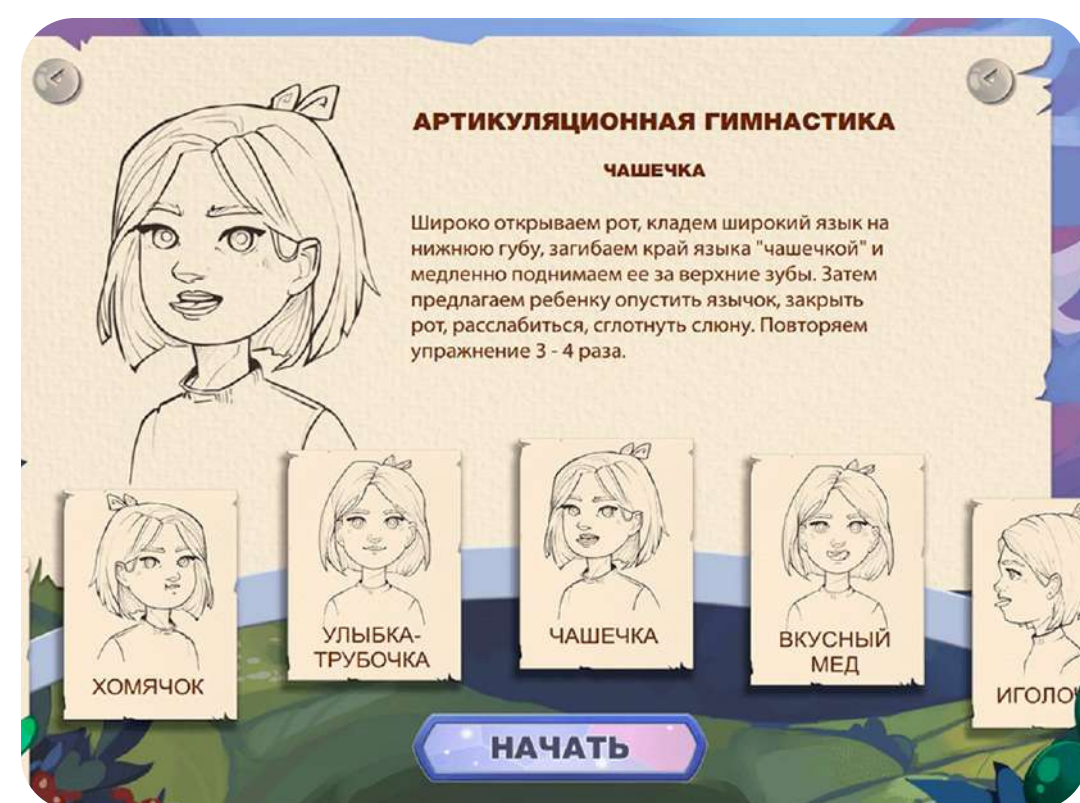 АРТИКУЛЯЦИОННАЯ ГИМНАСТИКА
ЧАШЕЧКА
Широко открываем рот, кладем широкий язык на
нижнюю губу, загибаем край языка "чашечкой" и
медленно поднимаем ее за верхние зубы. Затем
предлагаем ребенку опустить язычок, закрыть
рот, расслабиться, сглотнуть слюну. Повторяем
упражнение 3 - 4 раза.
ХОМЯЧОК
УЛЫБКА-
ТРУБОЧКА
ЧАШЕЧКА
ВКУСНЫЙ
МЕД
НАЧАТЬ